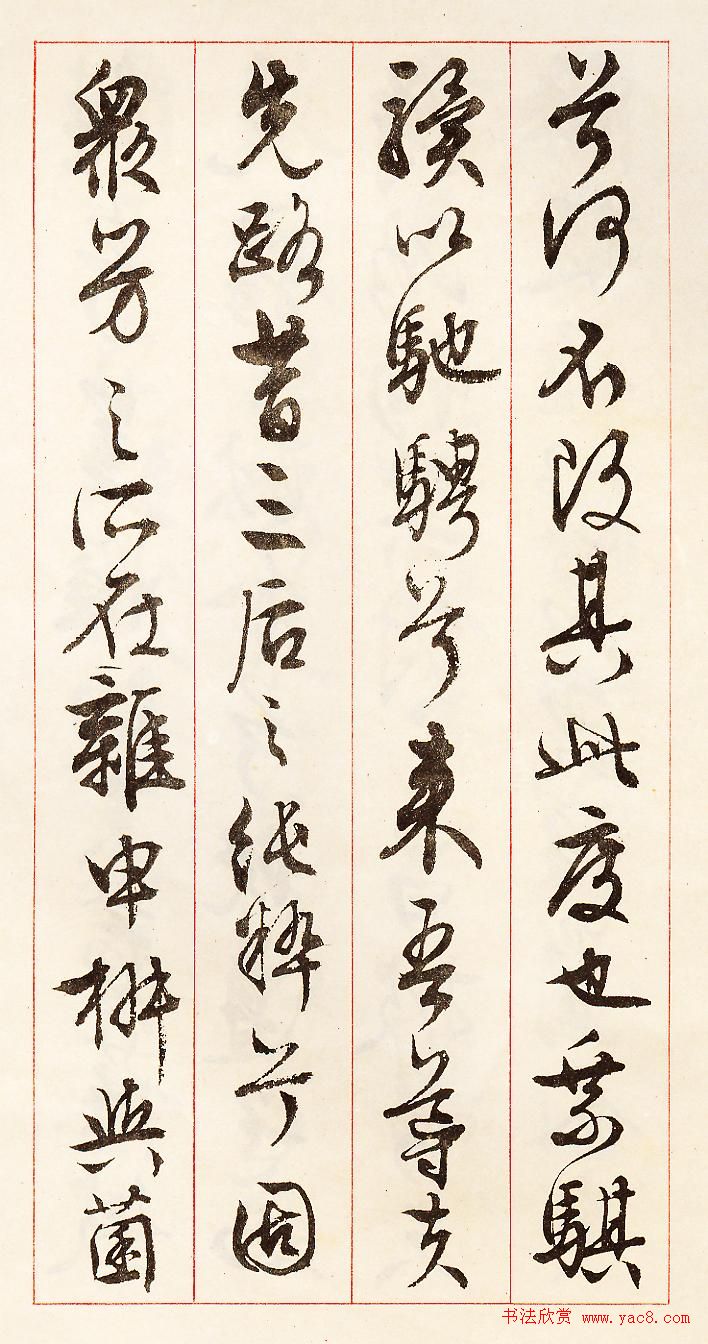 兮何不改其此度也乘騏
驥以馳騁兮來吾導夫
先路昔三后之純粹兮固
衆芳之所在雜申椒與菌
书法欣赏 www.yac8.com